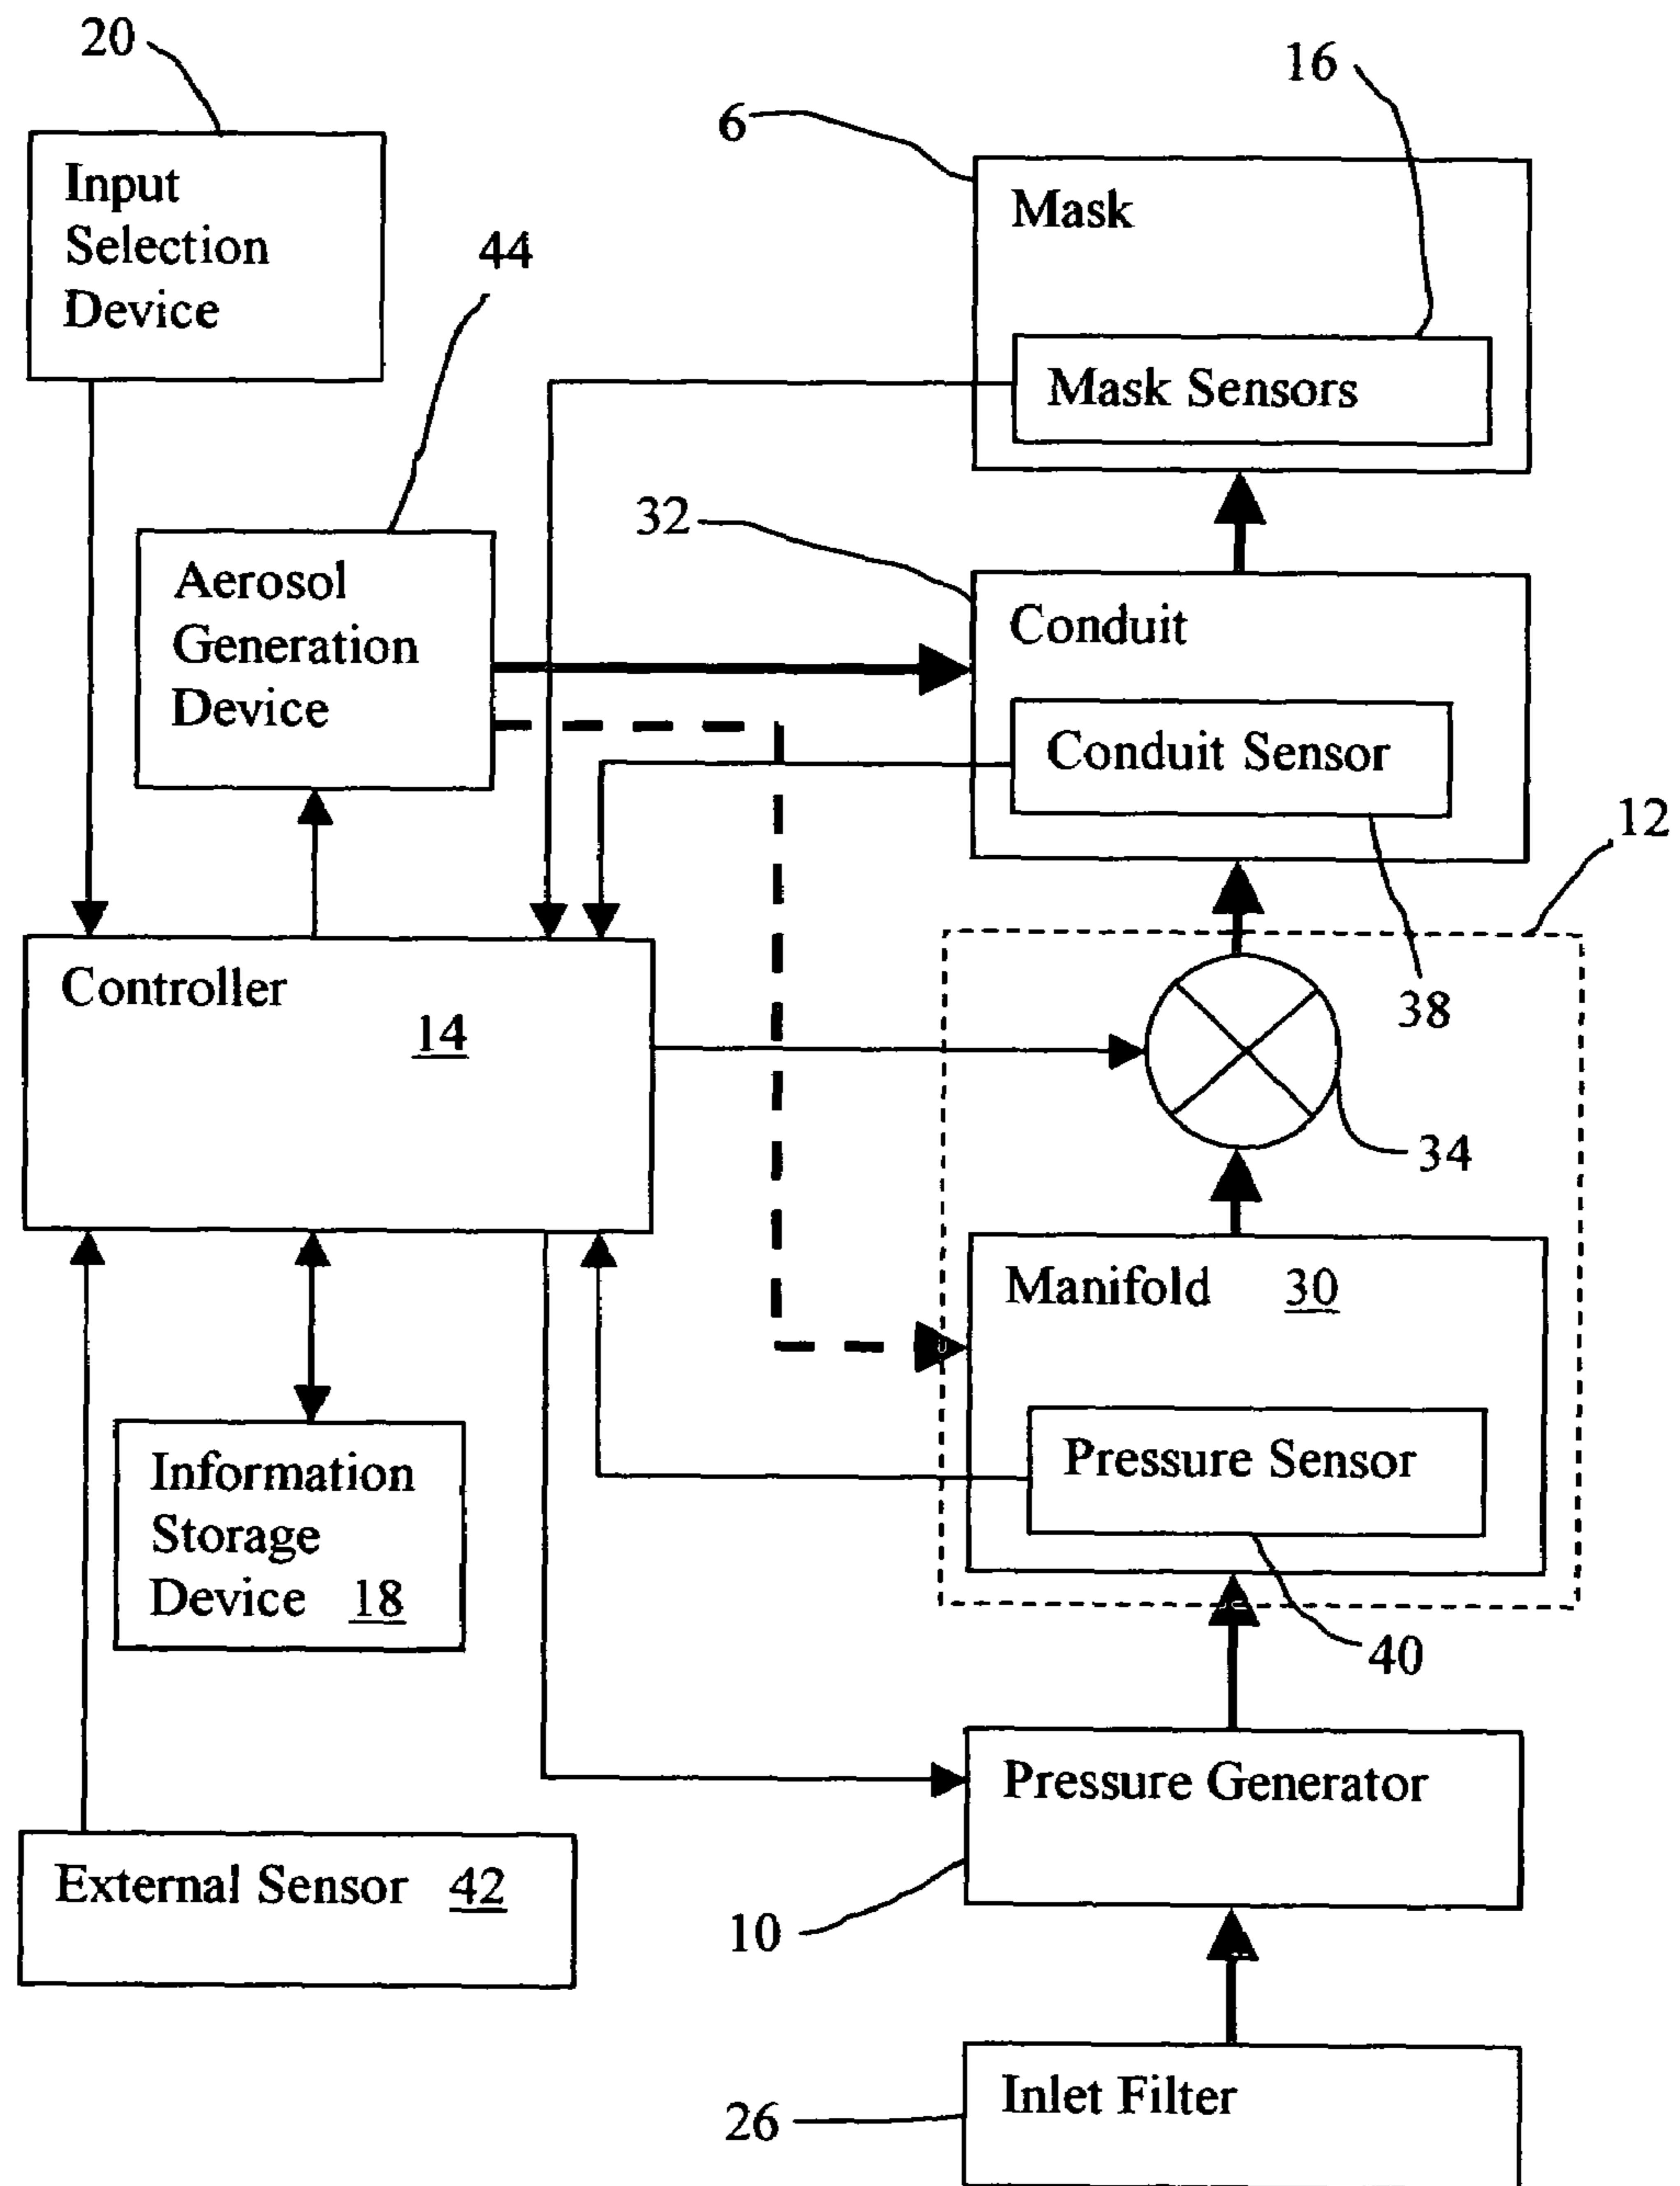 20
16
6
Input
Selection
Device
Mask
44
Mask Sensors
32
Aerosol
Generation
Device
Conduit
Conduit Sensor
12
Controller
14
38
34
Manifold 30
Pressure Sensor
Information
Storage
Device 18
40
Pressure Generator
External Sensor 42
10
Inlet Filter
26